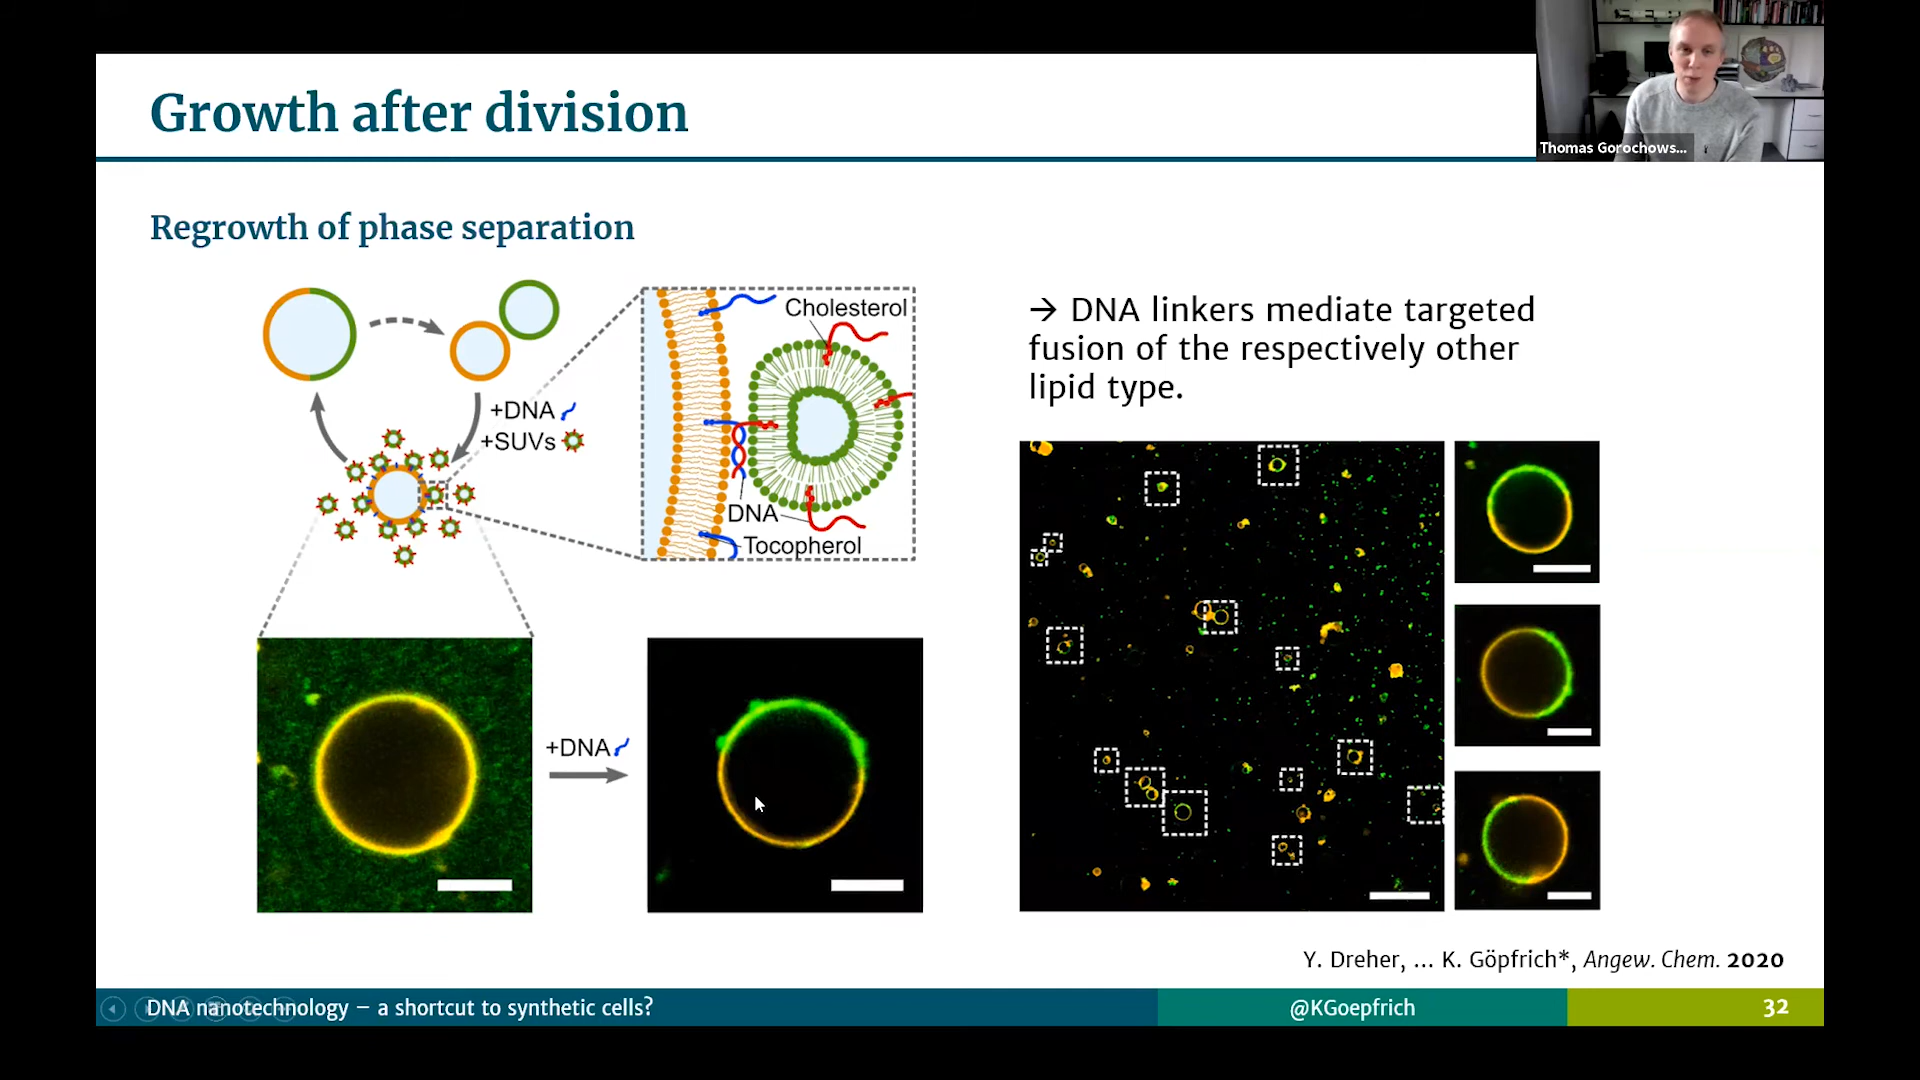 Growth after division
Thomas Gorochows...
Regrowth of phase separation
+DNA
+SUVs
Cholesterol
DNA
Tocopherol
→ DNA linkers mediate targeted
fusion of the respectively other
lipid type.
+DNA
Y. Dreher, ... K. Göpfrich*, Angew. Chem. 2020
DNA nanotechnology – a shortcut to synthetic cells?
@KGoepfrich
32